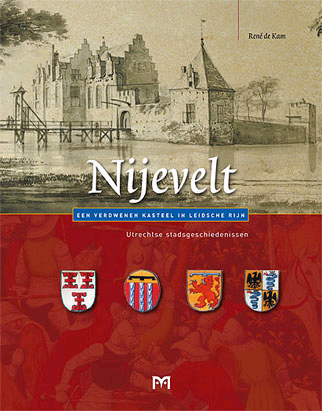 René de Kam
Nijevelt
EEN VERDWENEN KASTEEL IN LEIDSCHE RIJN
Utrechtse stadsgeschiedenissen